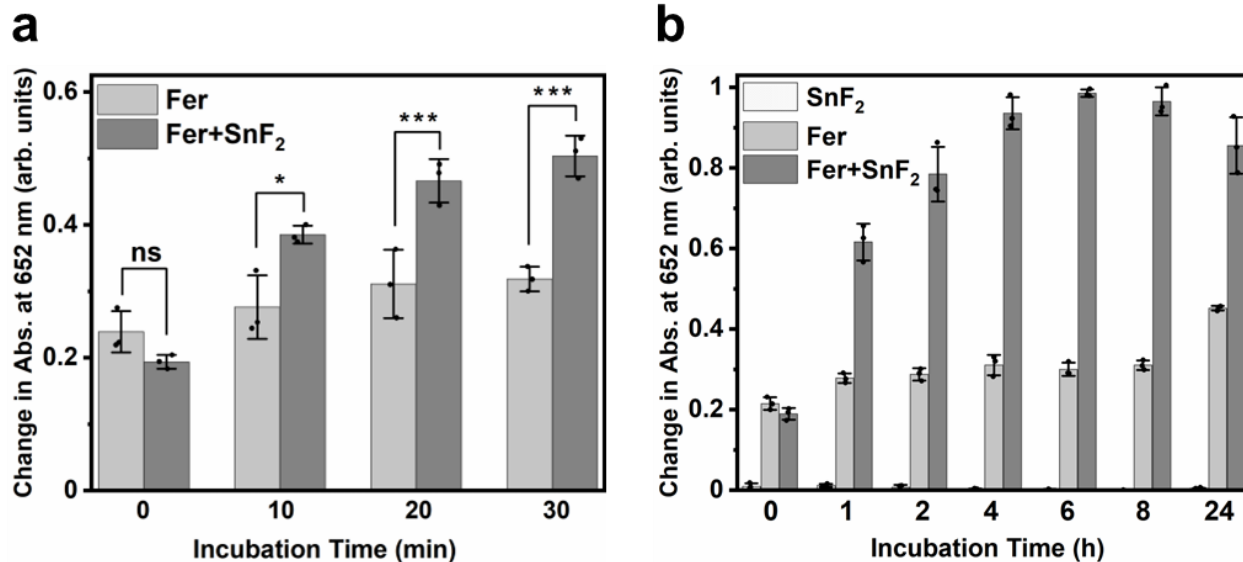 a
Change in Abs. at 652 nm (arb. units)
0.6
0.4
0.2
0
Fer
Fer+SnF₂
ns
*
***
***
0 10 20 30
Incubation Time (min)
b
Change in Abs. at 652 nm (arb. units)
1
0.8
0.6
0.4
0.2
0
SnF₂
Fer
Fer+SnF₂
0 1 2 4 6 8 24
Incubation Time (h)